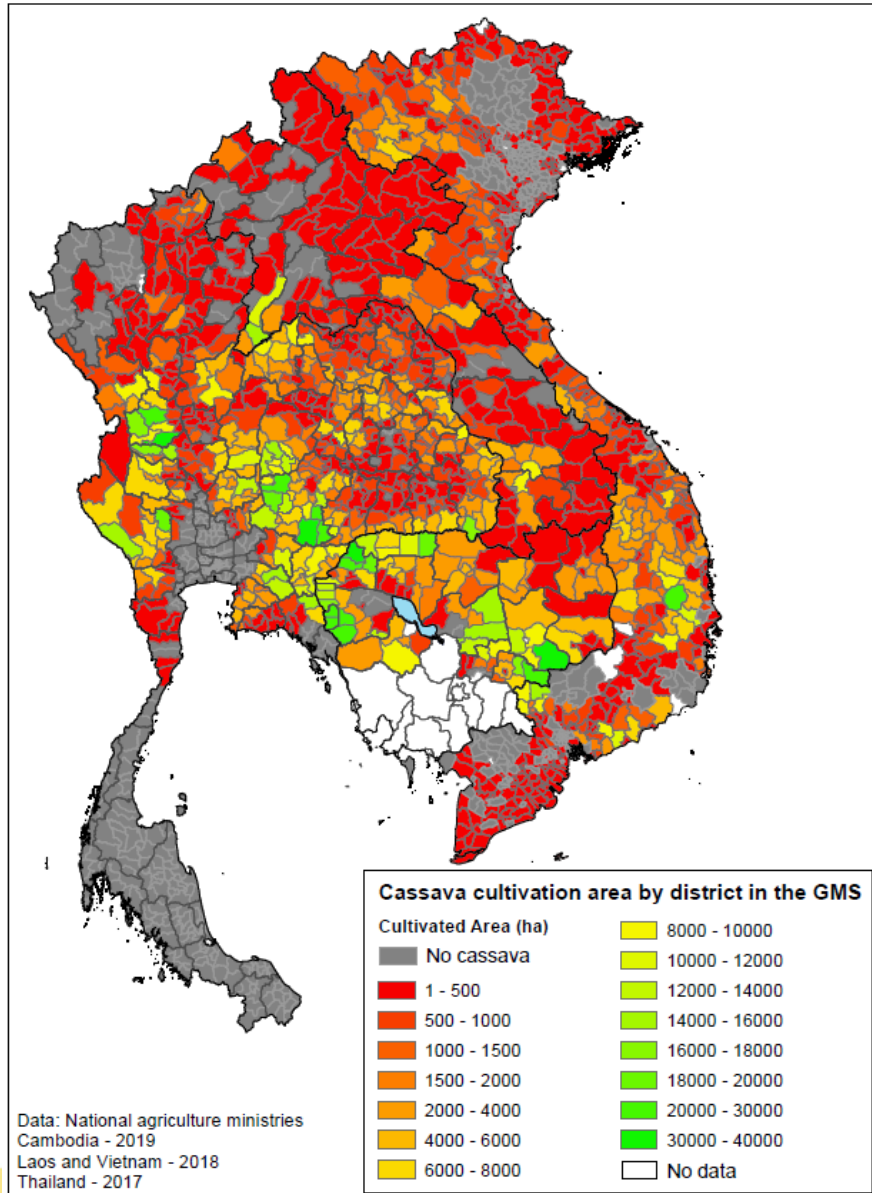 Cassava cultivation area by district in the GMS
Cultivated Area (ha)
No cassava
1 - 500
500 - 1000
1000 - 1500
1500 - 2000
2000 - 4000
4000 - 6000
6000 - 8000
8000 - 10000
10000 - 12000
12000 - 14000
14000 - 16000
16000 - 18000
18000 - 20000
20000 - 30000
30000 - 40000
No data
Data: National agriculture ministries
Cambodia - 2019
Laos and Vietnam - 2018
Thailand - 2017